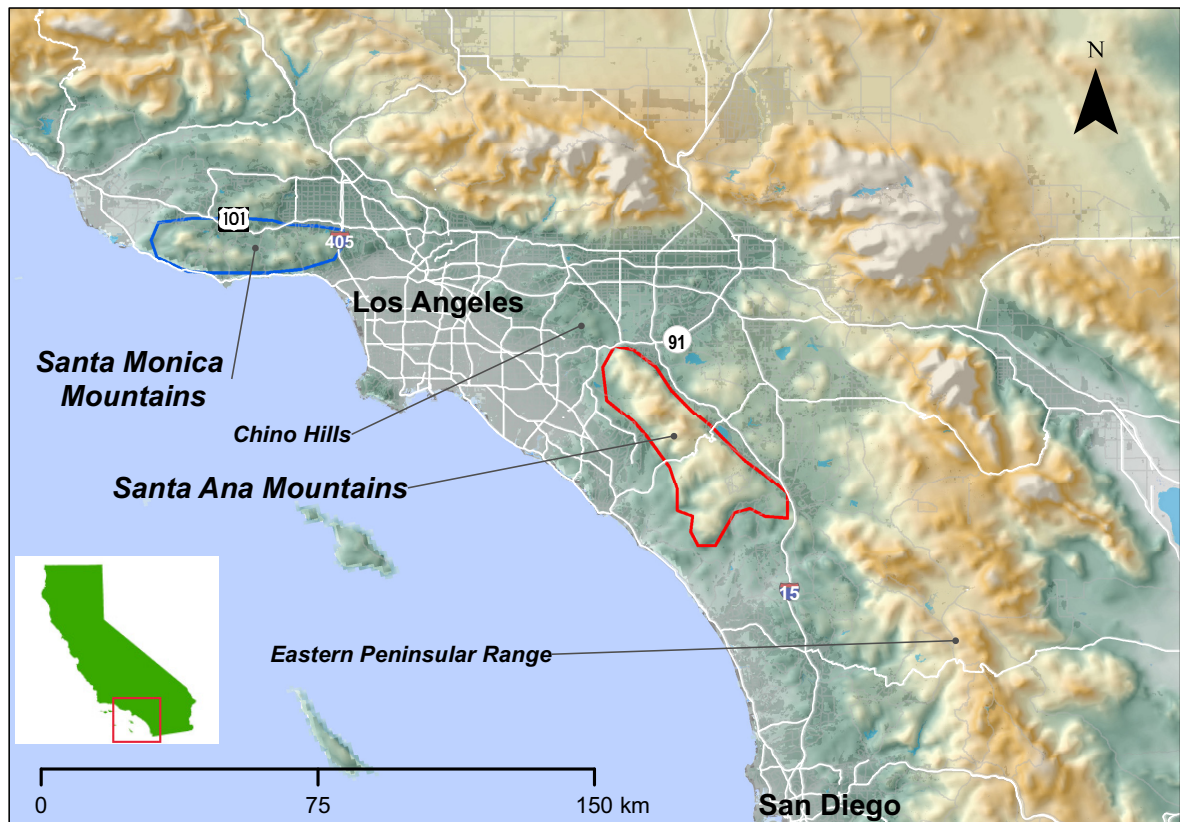 N
101
405
Los Angeles
Santa Monica
Mountains
91
Chino Hills
Santa Ana Mountains
15
Eastern Peninsular Range
0
75
150 km
San Diego